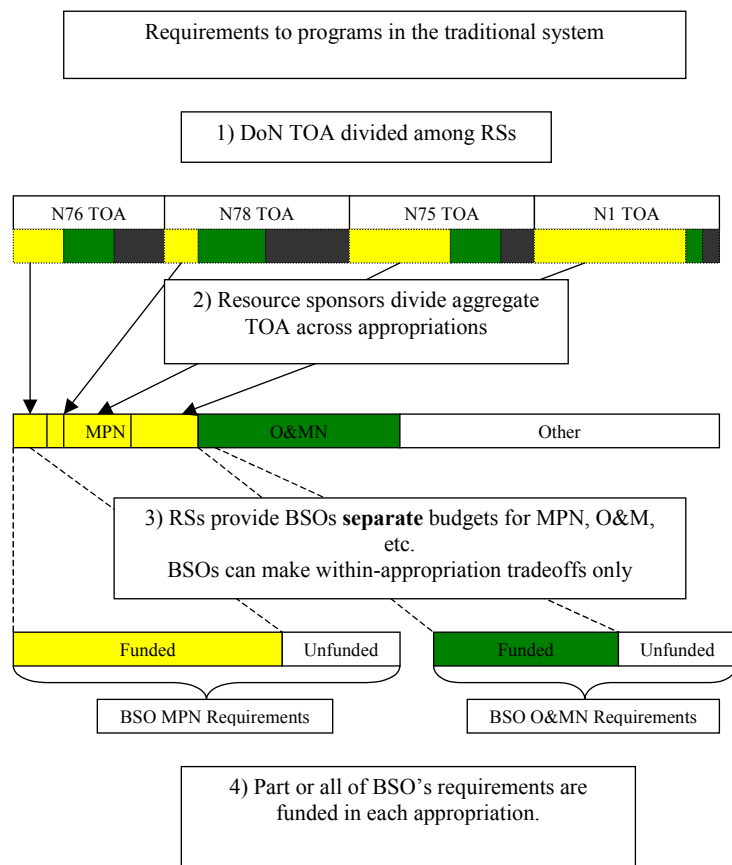 Requirements to programs in the traditional system
1) DoN TOA divided among RSs
N76 TOA N78 TOA N75 TOA N1 TOA
2) Resource sponsors divide aggregate
TOA across appropriations
MPN O&MN Other
3) RSs provide BSOs separate budgets for MPN, O&M,
etc.
BSOs can make within-appropriation tradeoffs only
Funded Unfunded Funded Unfunded
BSO MPN Requirements BSO O&MN Requirements
4) Part or all of BSO’s requirements are
funded in each appropriation.